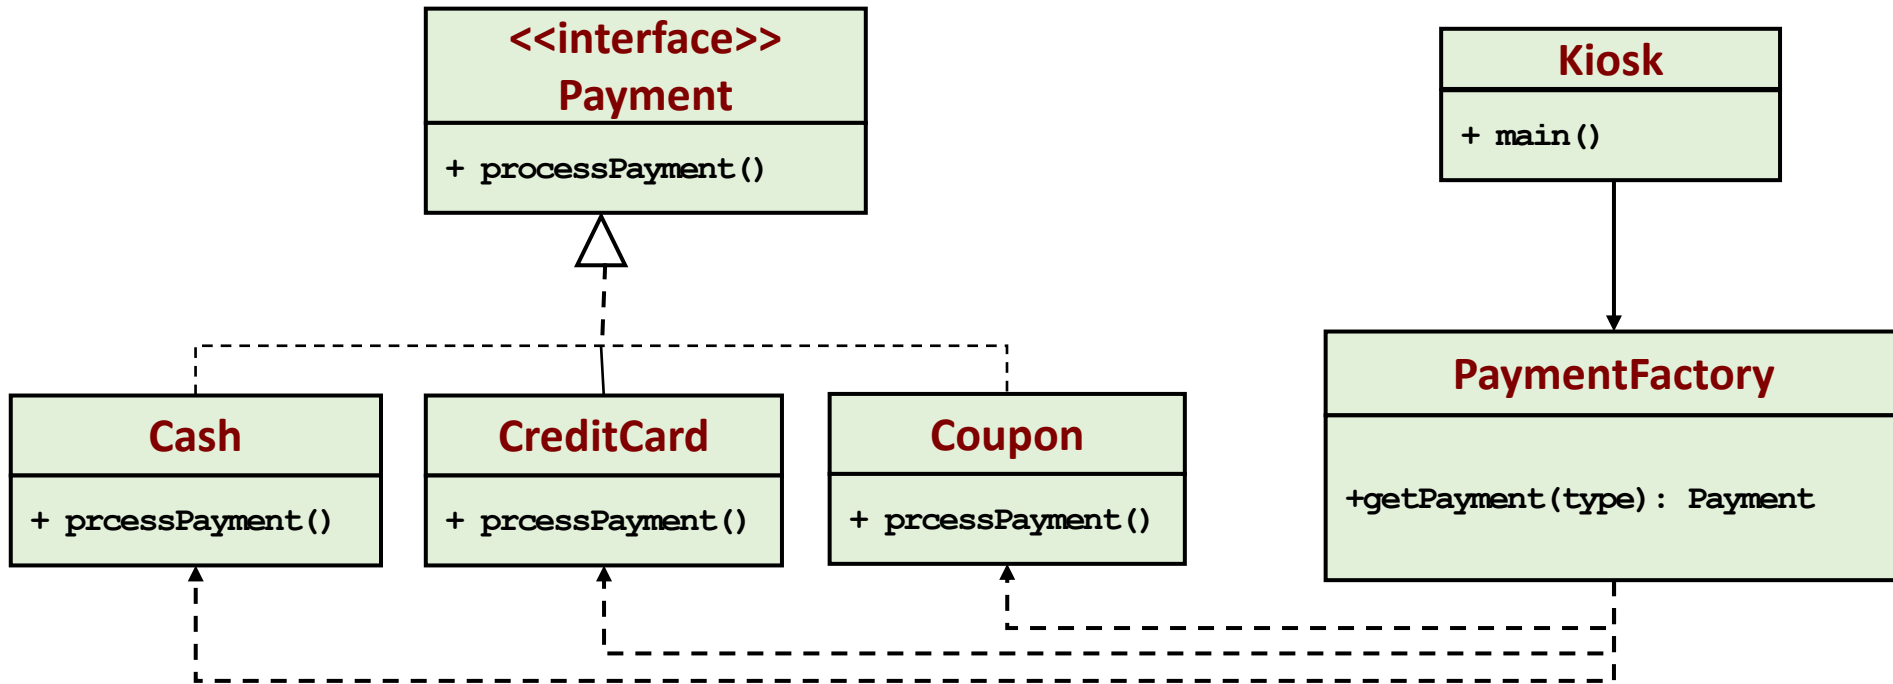 <<interface>>
Payment
+ processPayment()
Kiosk
+ main()
Cash
+ prcessPayment()
CreditCard
+ prcessPayment()
Coupon
+ prcessPayment()
PaymentFactory
+getPayment(type): Payment